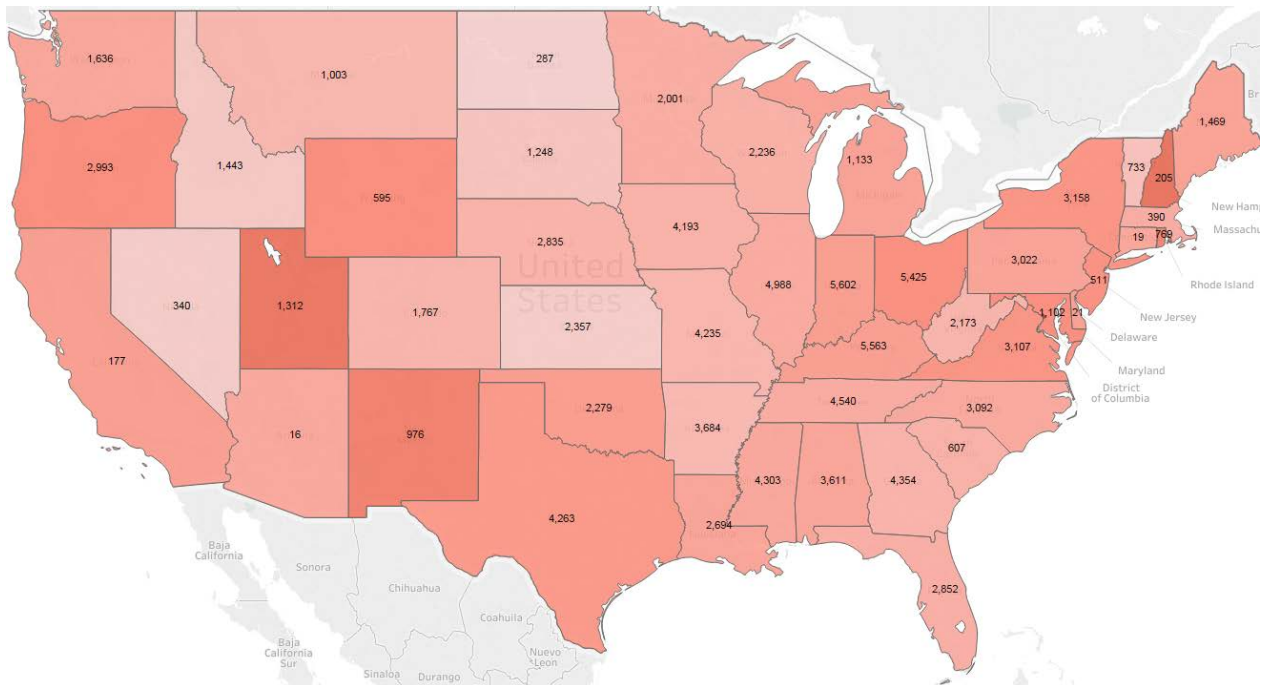 1,636
1,003
287
2,001
1,469
2,993
1,443
1,248
2,236
1,133
733
205
595
3,158
New Hamp
390
Massachu
4,193
19
769
2,835
United
States
3,022
340
1,312
1,767
4,988
5,602
5,425
511
Rhode Island
2,357
4,235
2,173
1,102
21
New Jersey
5,563
3,107
Delaware
177
Maryland
District
of Columbia
16
976
2,279
3,684
4,540
3,092
4,303
3,611
4,354
607
4,263
2,694
Baja
California
Sonora
Chihuahua
2,852
Coahuila
Baja
California
Sur
Nuevo
Leon
Sinaloa
Durango
Br